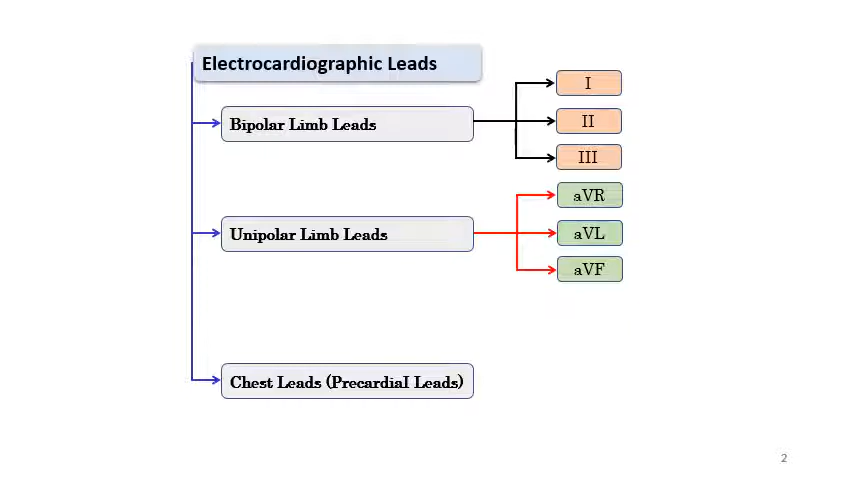 Electrocardiographic Leads
Bipolar Limb Leads
I
II
III
Unipolar Limb Leads
aVR
aVL
aVF
Chest Leads (Precardial Leads)
2